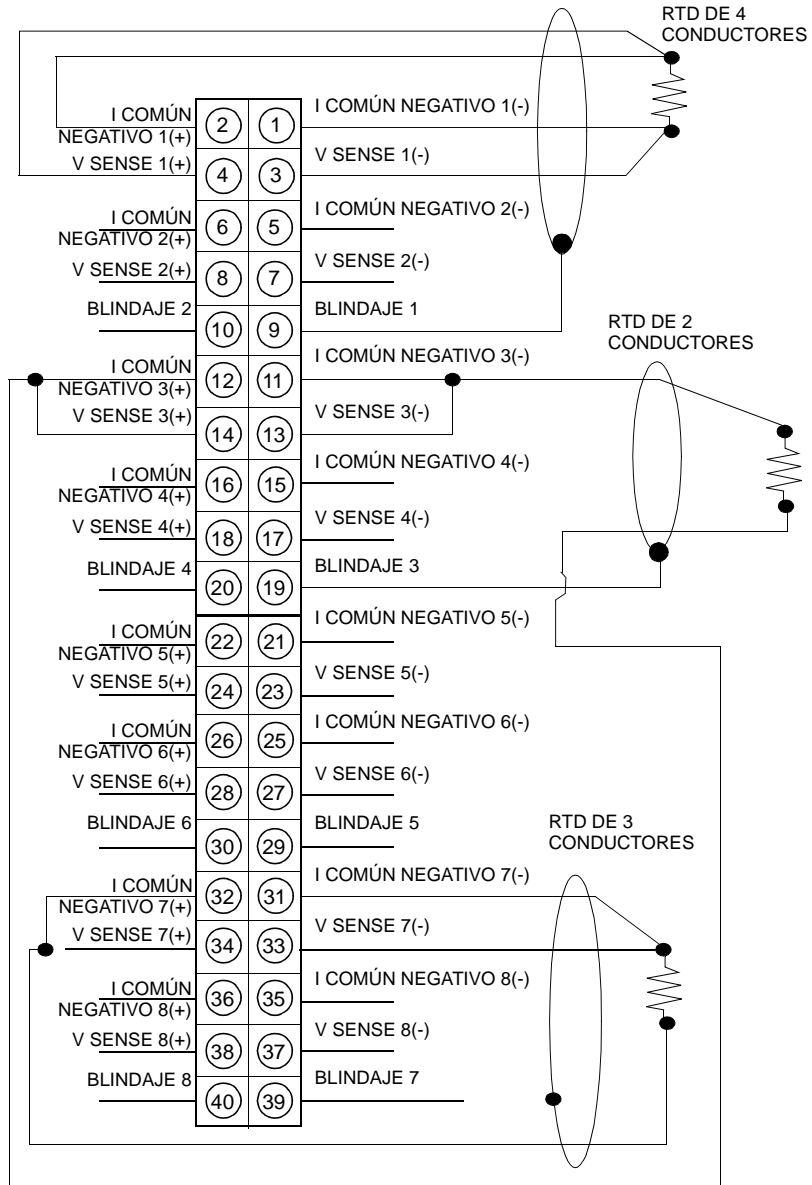 RTD DE 4
CONDUCTORES
I COMÚN
NEGATIVO 1(+)
2
1
I COMÚN NEGATIVO 1(-)
V SENSE 1(+)
4
3
V SENSE 1(-)
I COMÚN
NEGATIVO 2(+)
6
5
I COMÚN NEGATIVO 2(-)
V SENSE 2(+)
8
7
V SENSE 2(-)
BLINDAJE 2
10
9
BLINDAJE 1
RTD DE 2
CONDUCTORES
I COMÚN
NEGATIVO 3(+)
12
11
I COMÚN NEGATIVO 3(-)
V SENSE 3(+)
14
13
V SENSE 3(-)
I COMÚN
NEGATIVO 4(+)
16
15
I COMÚN NEGATIVO 4(-)
V SENSE 4(+)
18
17
V SENSE 4(-)
BLINDAJE 4
20
19
BLINDAJE 3
I COMÚN
NEGATIVO 5(+)
22
21
I COMÚN NEGATIVO 5(-)
V SENSE 5(+)
24
23
V SENSE 5(-)
I COMÚN
NEGATIVO 6(+)
26
25
I COMÚN NEGATIVO 6(-)
V SENSE 6(+)
28
27
V SENSE 6(-)
BLINDAJE 6
30
29
BLINDAJE 5
RTD DE 3
CONDUCTORES
I COMÚN
NEGATIVO 7(+)
32
31
I COMÚN NEGATIVO 7(-)
V SENSE 7(+)
34
33
V SENSE 7(-)
I COMÚN
NEGATIVO 8(+)
36
35
I COMÚN NEGATIVO 8(-)
V SENSE 8(+)
38
37
V SENSE 8(-)
BLINDAJE 8
40
39
BLINDAJE 7